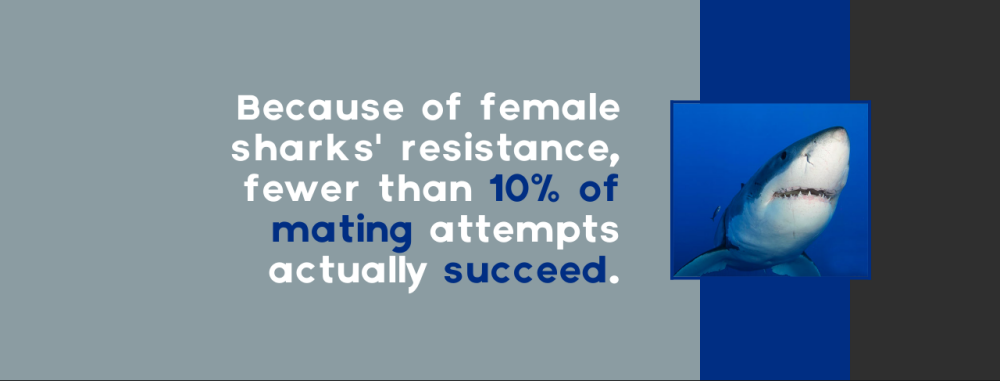 Because of female
sharks' resistance,
fewer than 10% of
mating attempts
actually succeed.